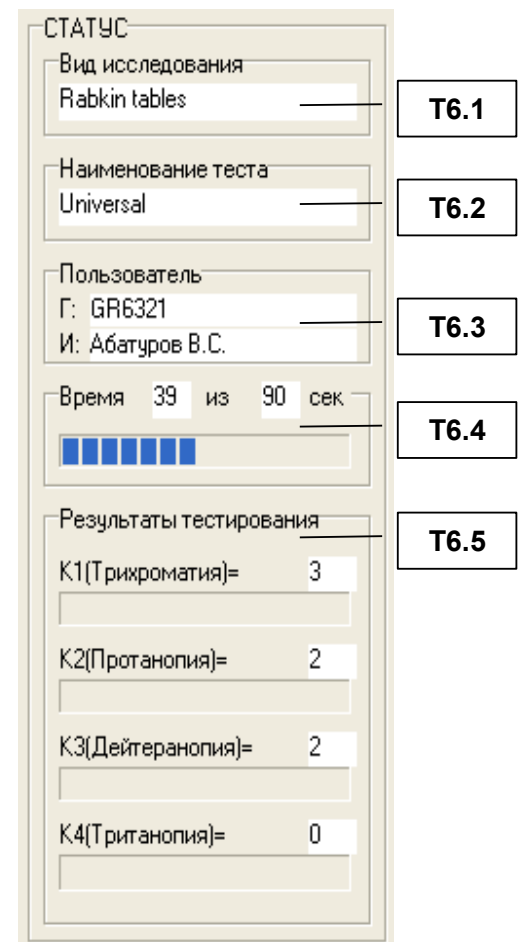 СТАТУС
Вид исследования
Rabkin tables
T6.1
Наименование теста
Universal
T6.2
Пользователь
Г: GR6321
И: Абатуров В.С.
T6.3
Время 39 из 90 сек
T6.4
Результаты тестирования
T6.5
K1(Трихроматия)= 3
K2(Протанопия)= 2
K3(Дейтеранопия)= 2
K4(Тританопия)= 0